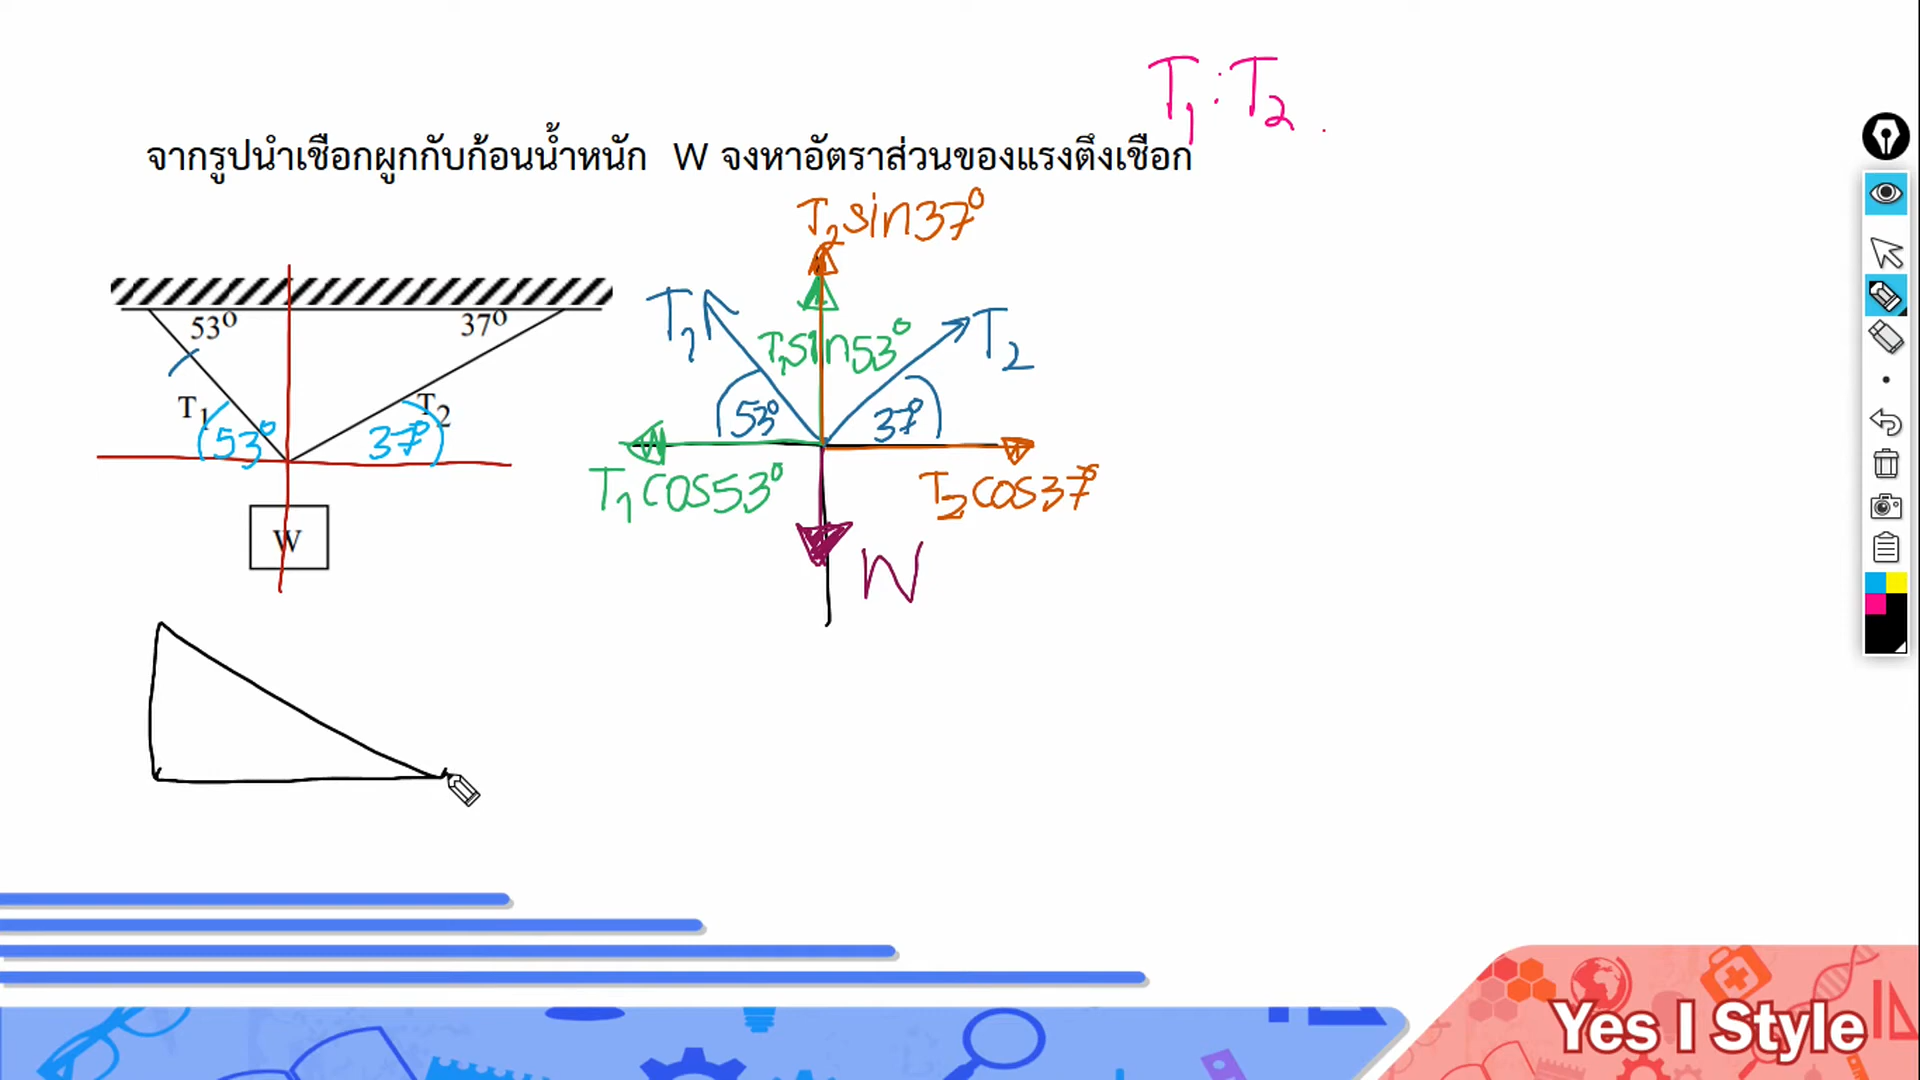 T₁ : T₂
จากรูปนำเชือกผูกกับก้อนน้ำหนัก W จงหาอัตราส่วนของแรงตึงเชือก
T₂sin37°
53° 37°
T₁ T₁sin53° T₂
T₁ T₂
53° 37° 53° 37°
T₁cos53° T₂cos37°
W W
Yes I Style